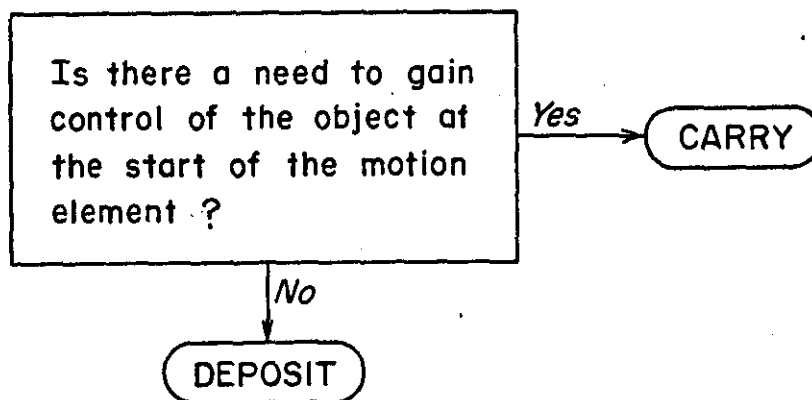 Is there a need to gain
control of the object at
the start of the motion
element ?
Yes
CARRY
No
DEPOSIT